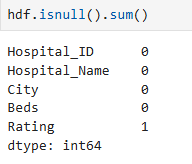 hdf.isnull().sum()
Hospital_ID 0
Hospital_Name 0
City 0
Beds 0
Rating 1
dtype: int64